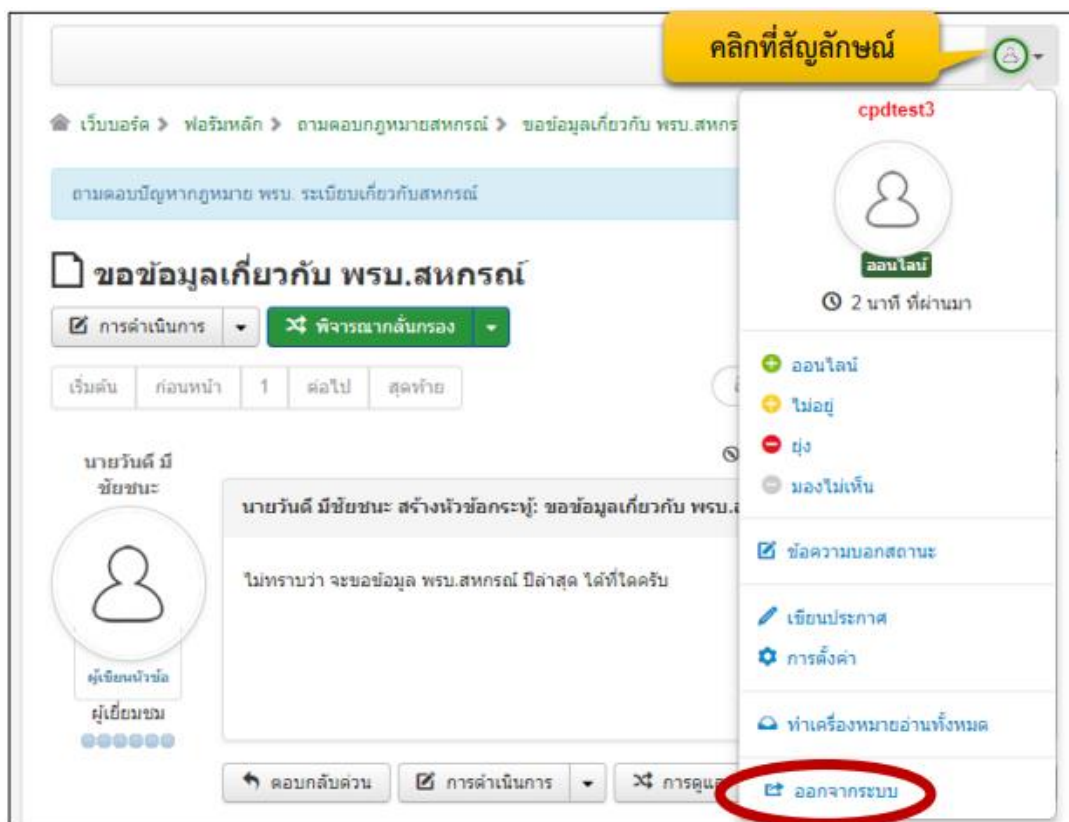 คลิกที่สัญลักษณ์
เว็บบอร์ด ฟอรัมหลัก ถามตอบกฎหมายสหกรณ์ ขอข้อมูลเกี่ยวกับ พรบ.สหกร
ถามตอบปัญหากฎหมาย พรบ. ระเบียบเกี่ยวกับสหกรณ์
ขอข้อมูลเกี่ยวกับ พรบ.สหกรณ์
การดำเนินการ
พิจารณากลั่นกรอง
เริ่มต้น ก่อนหน้า 1 ต่อไป สุดท้าย
นายวันดี มี
ชัยชนะ
ผู้เขียนหัวข้อ
ผู้เยี่ยมชม
นายวันดี มีชัยชนะ สร้างหัวข้อกระทู้: ขอข้อมูลเกี่ยวกับ พรบ.
ไม่ทราบว่า จะขอข้อมูล พรบ.สหกรณ์ ปีล่าสุด ได้ที่ใดครับ
ตอบกลับด่วน การดำเนินการ การดูแ
cpdtest3
ออนไลน์
2 นาที ที่ผ่านมา
ออนไลน์
ไม่อยู่
ยุ่ง
มองไม่เห็น
ข้อความบอกสถานะ
เขียนประกาศ
การตั้งค่า
ทำเครื่องหมายอ่านทั้งหมด
ออกจากระบบ